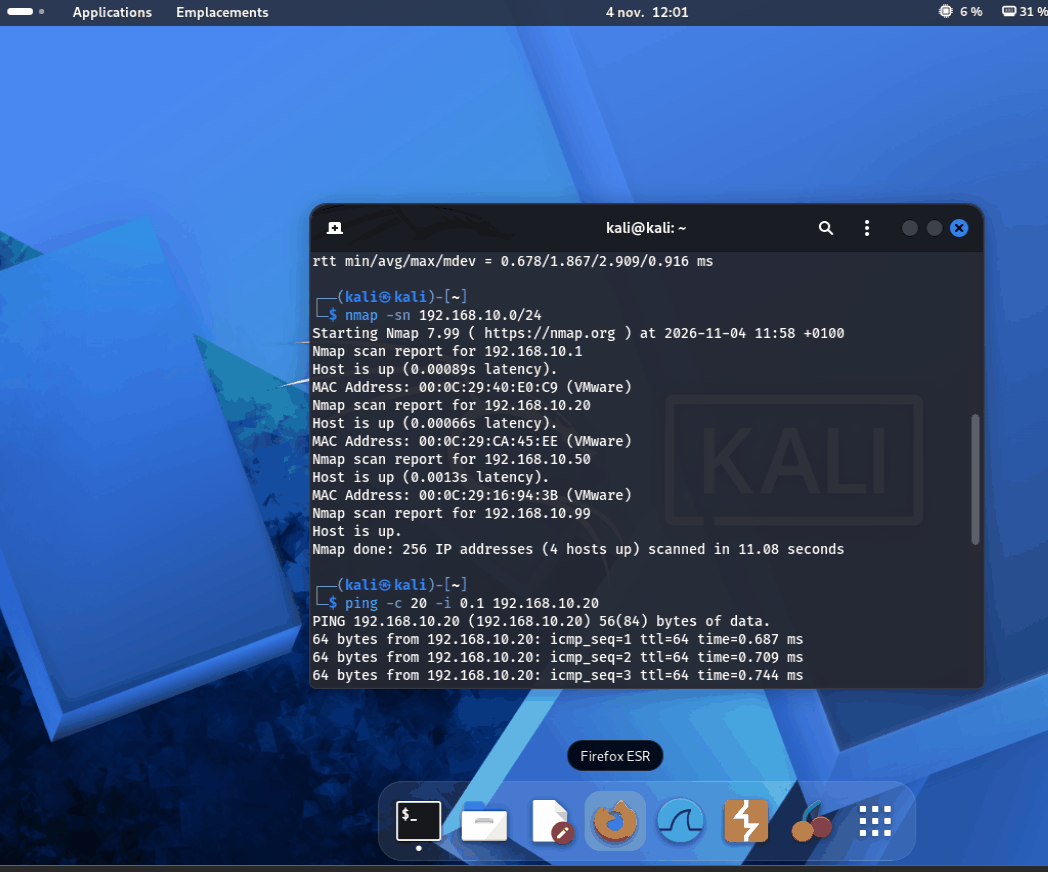 Applications Emplacements 4 nov. 12:01 6 % 31 %
kali@kali: ~
rtt min/avg/max/mdev = 0.678/1.867/2.909/0.916 ms
┌──(kali㉿kali)-[~]
└─$ nmap -sn 192.168.10.0/24
Starting Nmap 7.99 ( https://nmap.org ) at 2026-11-04 11:58 +0100
Nmap scan report for 192.168.10.1
Host is up (0.00089s latency).
MAC Address: 00:0C:29:40:E0:C9 (VMware)
Nmap scan report for 192.168.10.20
Host is up (0.00066s latency).
MAC Address: 00:0C:29:CA:45:EE (VMware)
Nmap scan report for 192.168.10.50
Host is up (0.0013s latency).
MAC Address: 00:0C:29:16:94:3B (VMware)
Nmap scan report for 192.168.10.99
Host is up.
Nmap done: 256 IP addresses (4 hosts up) scanned in 11.08 seconds
┌──(kali㉿kali)-[~]
└─$ ping -c 20 -i 0.1 192.168.10.20
PING 192.168.10.20 (192.168.10.20) 56(84) bytes of data.
64 bytes from 192.168.10.20: icmp_seq=1 ttl=64 time=0.687 ms
64 bytes from 192.168.10.20: icmp_seq=2 ttl=64 time=0.709 ms
64 bytes from 192.168.10.20: icmp_seq=3 ttl=64 time=0.744 ms
KALI
Firefox ESR
$_